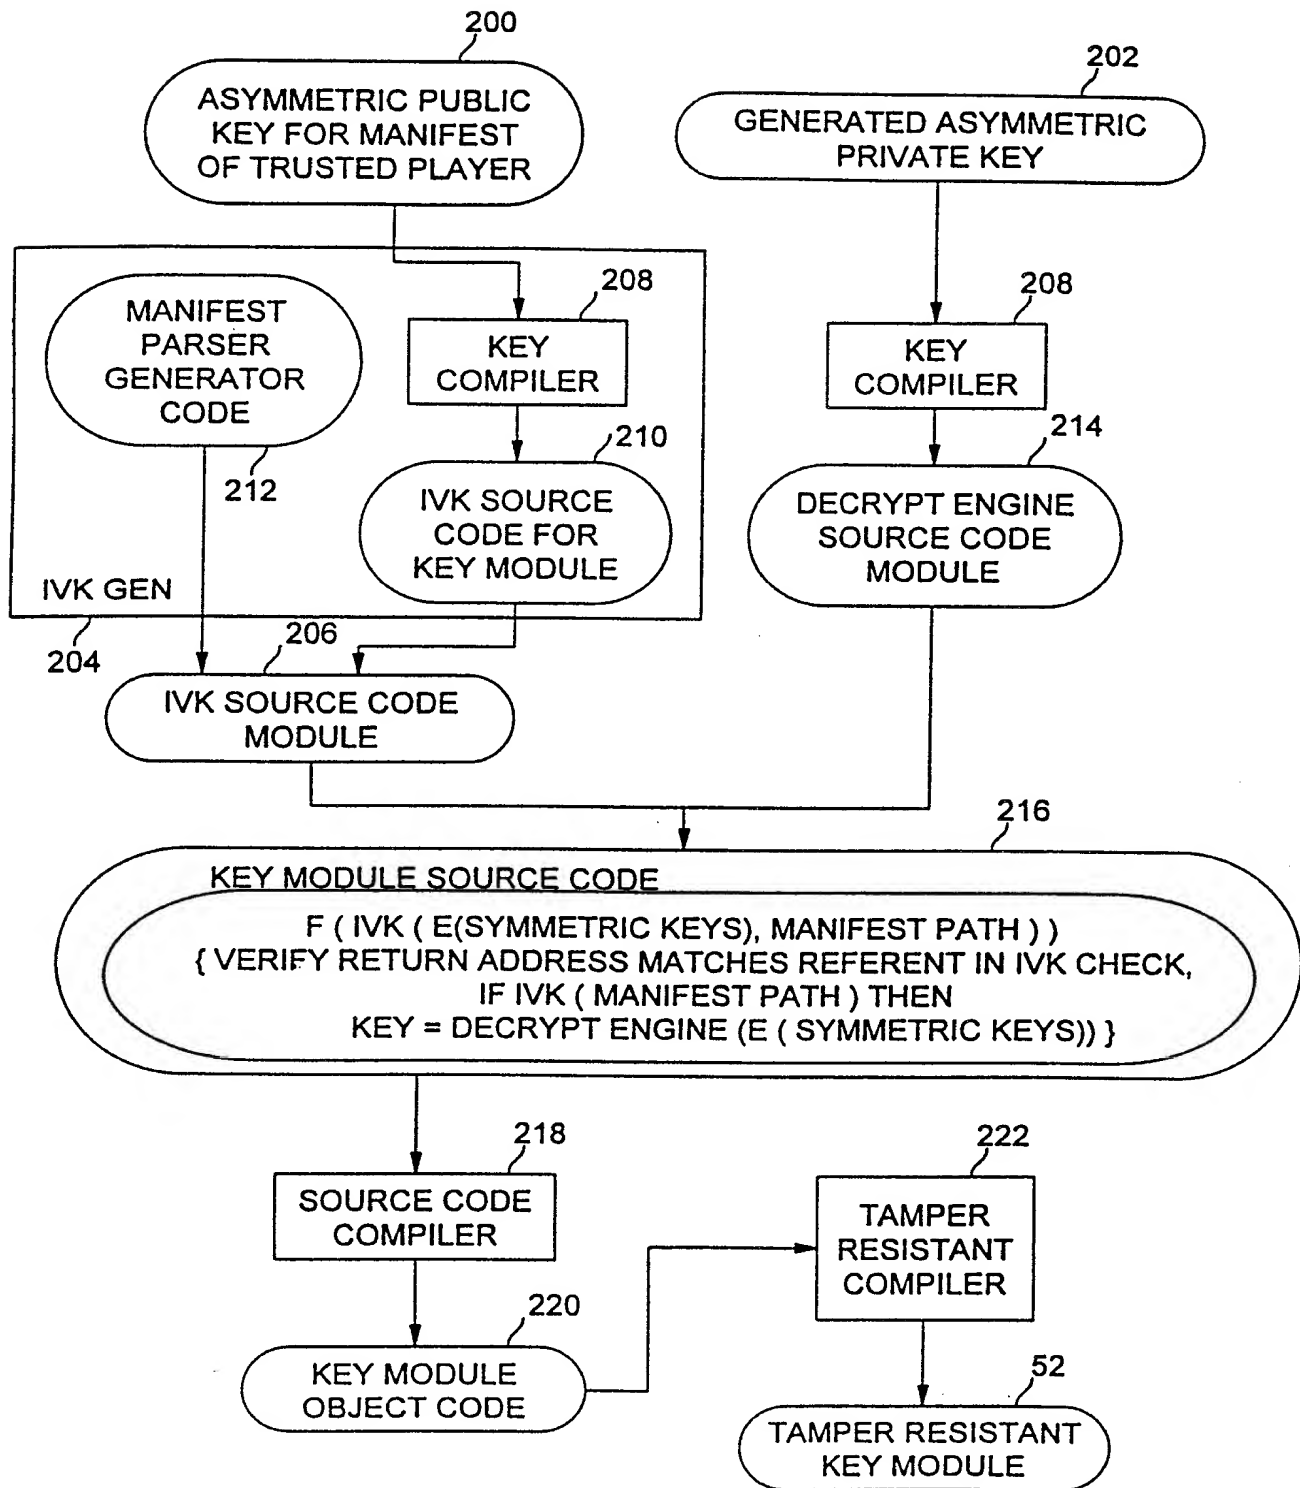 200
ASYMMETRIC PUBLIC
KEY FOR MANIFEST
OF TRUSTED PLAYER
202
GENERATED ASYMMETRIC
PRIVATE KEY
MANIFEST
PARSER
GENERATOR
CODE
212
208
KEY
COMPILER
210
IVK SOURCE
CODE FOR
KEY MODULE
IVK GEN
204
208
KEY
COMPILER
214
DECRYPT ENGINE
SOURCE CODE
MODULE
206
IVK SOURCE CODE
MODULE
216
KEY MODULE SOURCE CODE
F ( IVK ( E(SYMMETRIC KEYS), MANIFEST PATH ) )
{ VERIFY RETURN ADDRESS MATCHES REFERENT IN IVK CHECK,
IF IVK ( MANIFEST PATH ) THEN
KEY = DECRYPT ENGINE (E ( SYMMETRIC KEYS)) }
218
SOURCE CODE
COMPILER
220
KEY MODULE
OBJECT CODE
222
TAMPER
RESISTANT
COMPILER
52
TAMPER RESISTANT
KEY MODULE